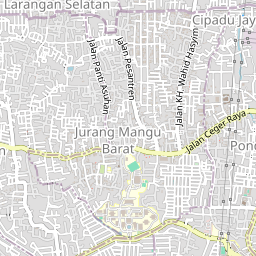 Larangan Selatan
Cipadu Jay
Jalan Panti Asuhan
Jalan Pesantren
Jalan KH. Wahid Hasyim
Jurang Mangu
Barat
Jalan Ceger Raya
Pon
n